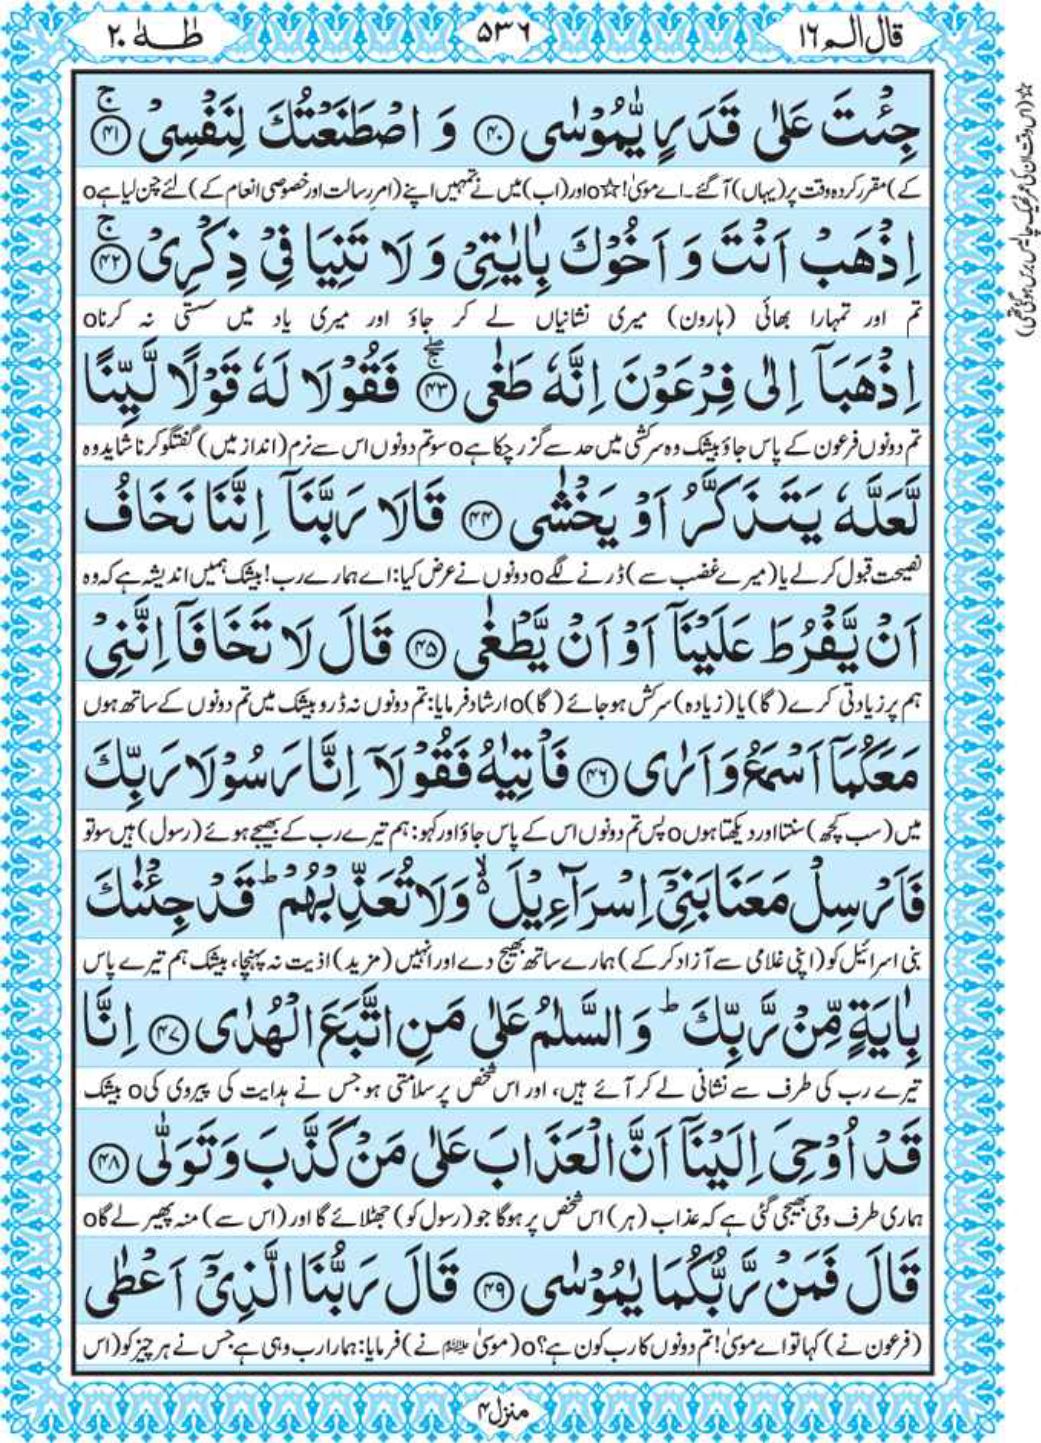 قال الم ١٦
٥٣٦
طٰهٰ ٢٠
جِئْتَ عَلٰى قَدَرٍ يّٰمُوْسٰى ﴿٤٠﴾ وَ اصْطَنَعْتُكَ لِنَفْسِىْ ﴿٤١﴾ ج
کے) مقرر کردہ وقت پر (یہاں) آ گئے۔ اے موسٰی! ☆o اور (اب) میں نے تمہیں اپنے (امرِ رسالت اور خصوصی انعام کے) لئے چن لیا ہے o
اِذْهَبْ اَنْتَ وَ اَخُوْكَ بِاٰيٰتِىْ وَ لَا تَنِيَا فِىْ ذِكْرِىْ ﴿٤٢﴾ ج
تم اور تمہارا بھائی (ہارون) میری نشانیاں لے کر جاؤ اور میری یاد میں سستی نہ کرنا o
اِذْهَبَاۤ اِلٰى فِرْعَوْنَ اِنَّهٗ طَغٰى ﴿٤٣﴾ فَقُوْلَا لَهٗ قَوْلًا لَّيِّنًا
تم دونوں فرعون کے پاس جاؤ بیشک وہ سرکشی میں حد سے گزر چکا ہے o سو تم دونوں اس سے نرم (انداز میں) گفتگو کرنا شاید وہ
لَّعَلَّهٗ يَتَذَكَّرُ اَوْ يَخْشٰى ﴿٤٤﴾ قَالَا رَبَّنَاۤ اِنَّنَا نَخَافُ
نصیحت قبول کر لے یا (میرے غضب سے) ڈرنے لگے o دونوں نے عرض کیا: اے ہمارے رب! بیشک ہمیں اندیشہ ہے کہ وہ
اَنْ يَّفْرُطَ عَلَيْنَاۤ اَوْ اَنْ يَّطْغٰى ﴿٤٥﴾ قَالَ لَا تَخَافَاۤ اِنَّنِىْ
ہم پر زیادتی کرے (گا) یا (زیادہ) سرکش ہو جائے (گا) o ارشاد فرمایا: تم دونوں نہ ڈرو بیشک میں تم دونوں کے ساتھ ہوں
مَعَكُمَاۤ اَسْمَعُ وَ اَرٰى ﴿٤٦﴾ فَاْتِيٰهُ فَقُوْلَاۤ اِنَّا رَسُوْلَا رَبِّكَ
میں (سب کچھ) سنتا اور دیکھتا ہوں o پس تم دونوں اس کے پاس جاؤ اور کہو: ہم تیرے رب کے بھیجے ہوئے (رسول) ہیں سو تو
فَاَرْسِلْ مَعَنَا بَنِىْۤ اِسْرَآءِيْلَ ۙ٥ وَ لَا تُعَذِّبْهُمْ ؕ قَدْ جِئْنٰكَ
بنی اسرائیل کو (اپنی غلامی سے آزاد کر کے) ہمارے ساتھ بھیج دے اور انہیں (مزید) اذیت نہ پہنچا، بیشک ہم تیرے پاس
بِاٰيَةٍ مِّنْ رَّبِّكَ ؕ وَ السَّلٰمُ عَلٰى مَنِ اتَّبَعَ الْهُدٰى ﴿٤٧﴾ اِنَّا
تیرے رب کی طرف سے نشانی لے کر آئے ہیں، اور اس شخص پر سلامتی ہو جس نے ہدایت کی پیروی کی o بیشک
قَدْ اُوْحِىَ اِلَيْنَاۤ اَنَّ الْعَذَابَ عَلٰى مَنْ كَذَّبَ وَ تَوَلّٰى ﴿٤٨﴾
ہماری طرف وحی بھیجی گئی ہے کہ عذاب (ہر) اس شخص پر ہوگا جو (رسول کو) جھٹلائے گا اور (اس سے) منہ پھیر لے گا o
قَالَ فَمَنْ رَّبُّكُمَا يٰمُوْسٰى ﴿٤٩﴾ قَالَ رَبُّنَا الَّذِىْۤ اَعْطٰى
(فرعون نے) کہا تو اے موسٰی! تم دونوں کا رب کون ہے؟ o (موسٰی علیہ السلام نے) فرمایا: ہمارا رب وہی ہے جس نے ہر چیز کو (اس
منزل ٤
☆ (اس وقت ان کی عمر ٹھیک چالیس برس ہو گئی تھی)